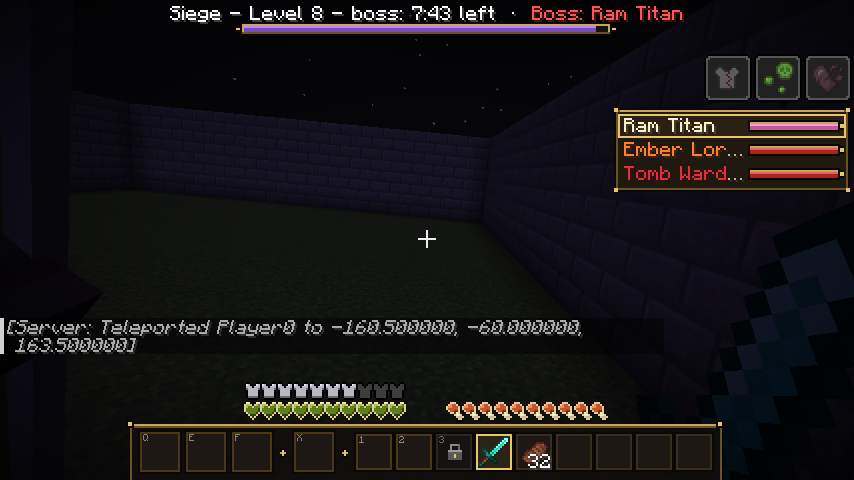 Siege – Level 8 – boss: 7:43 left · Boss: Ram Titan
Ram Titan
Ember Lor...
Tomb Ward...
[Server: Teleported Player0 to -160.500000, -60.000000,
163.500000]
Q E F X 1 2 3
32